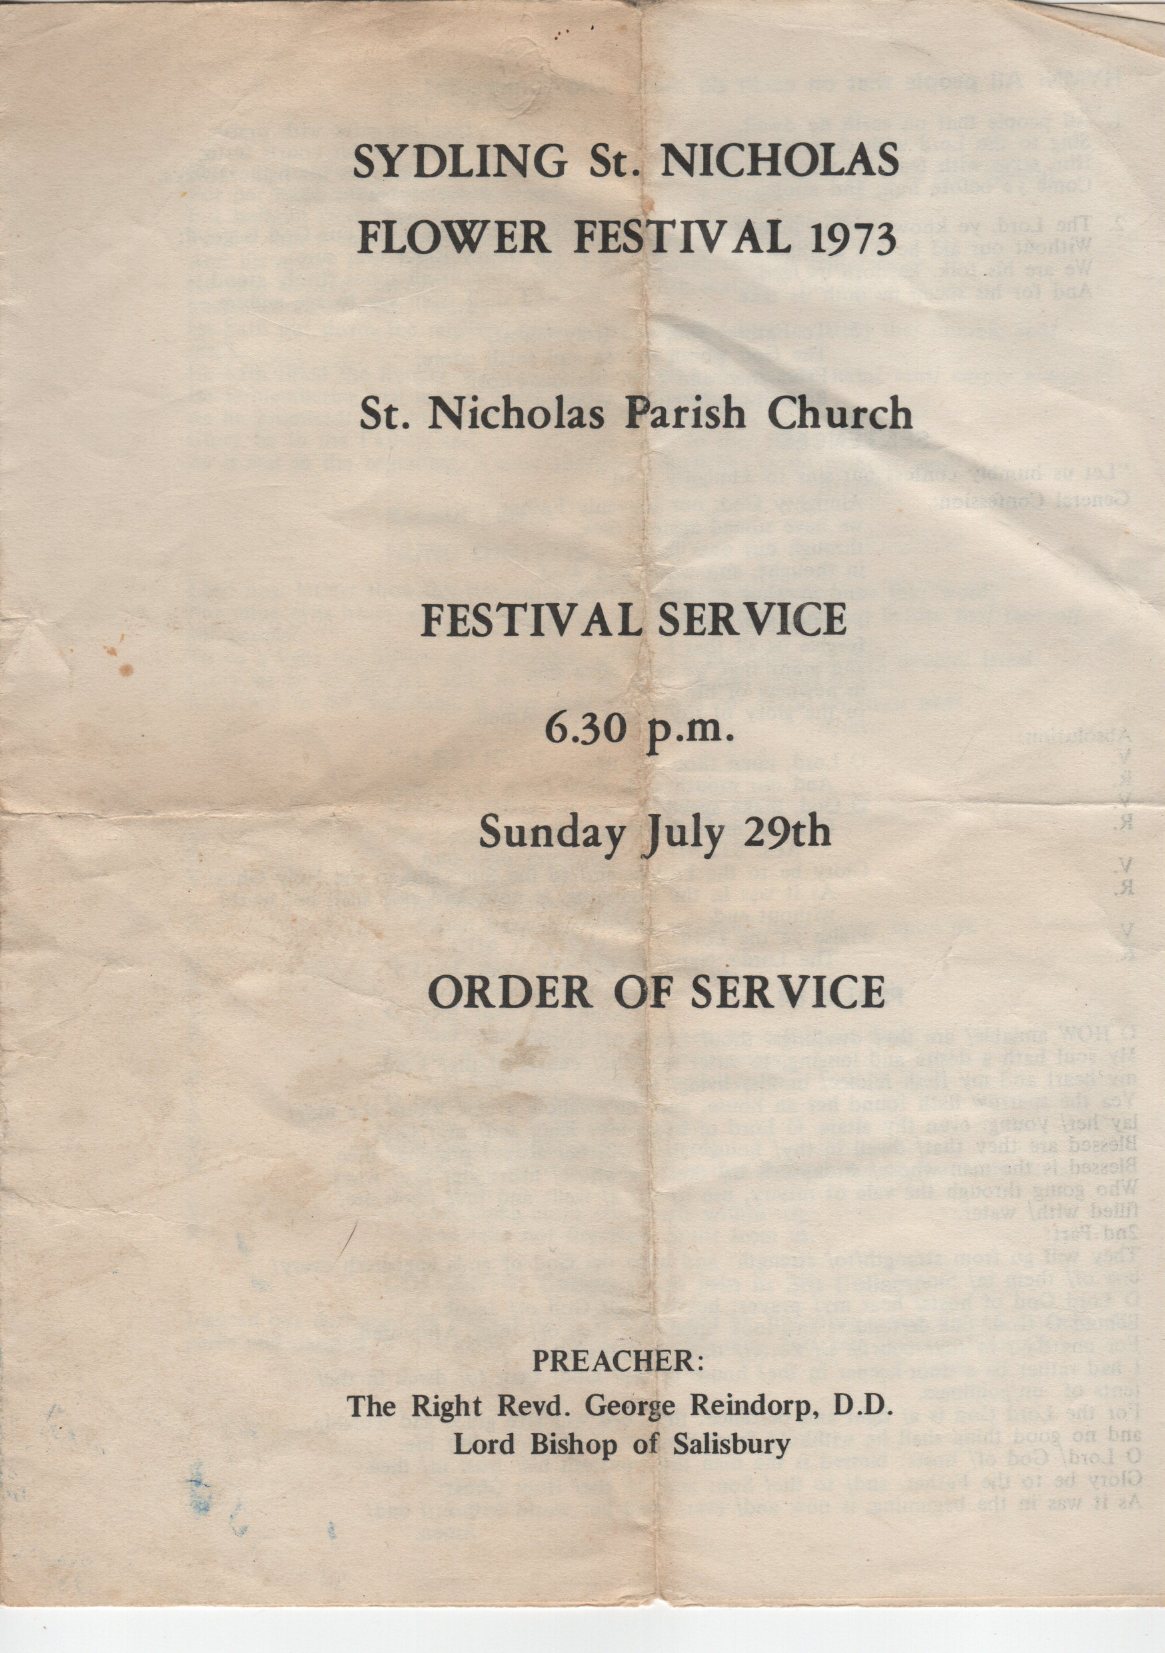 SYDLING St. NICHOLAS
FLOWER FESTIVAL 1973
St. Nicholas Parish Church
FESTIVAL SERVICE
6.30 p.m.
Sunday July 29th
ORDER OF SERVICE
PREACHER:
The Right Revd. George Reindorp, D.D.
Lord Bishop of Salisbury